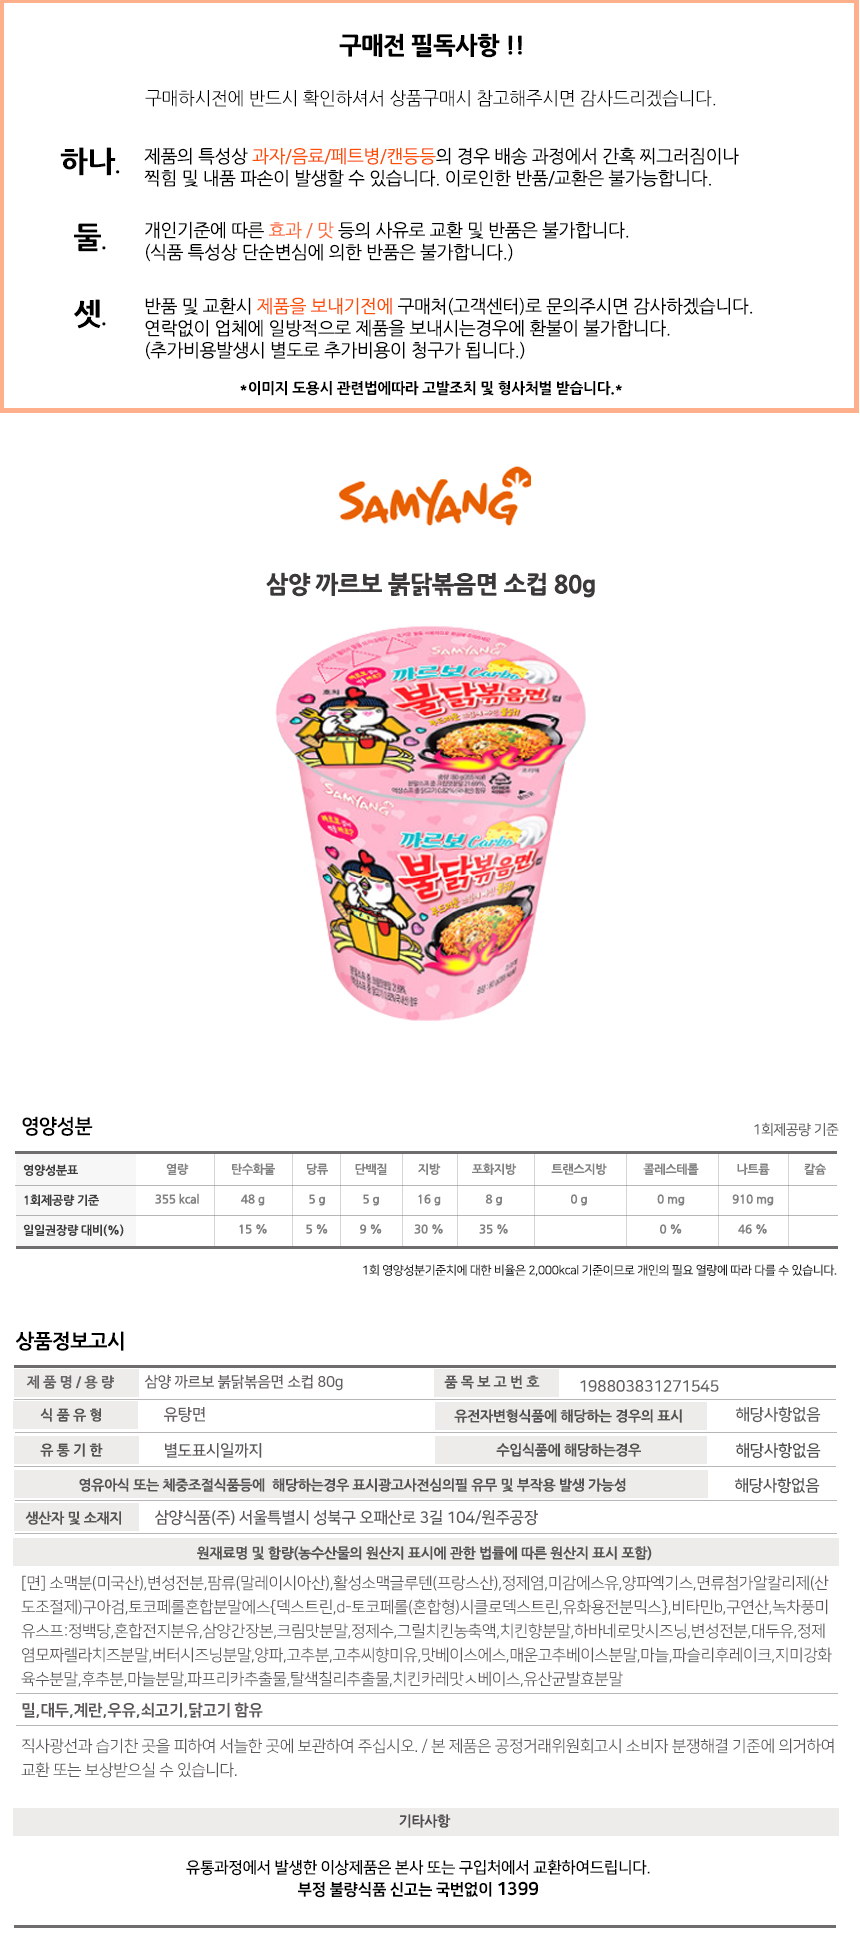 구매전 필독사항 !!
구매하시전에 반드시 확인하셔서 상품구매시 참고해주시면 감사드리겠습니다.
하나.
제품의 특성상 과자/음료/페트병/캔등등의 경우 배송 과정에서 간혹 찌그러짐이나
찍힘 및 내품 파손이 발생할 수 있습니다. 이로인한 반품/교환은 불가능합니다.
둘.
개인기준에 따른 효과 / 맛 등의 사유로 교환 및 반품은 불가합니다.
(식품 특성상 단순변심에 의한 반품은 불가합니다.)
셋.
반품 및 교환시 제품을 보내기전에 구매처(고객센터)로 문의주시면 감사하겠습니다.
연락없이 업체에 일방적으로 제품을 보내시는경우에 환불이 불가합니다.
(추가비용발생시 별도로 추가비용이 청구가 됩니다.)
*이미지 도용시 관련법에따라 고발조치 및 형사처벌 받습니다.*
SAMYANG
삼양 까르보 붉닭볶음면 소컵 80g
SAMYANG
까르보 Carbo
불닭볶음면 컵
호치
SAMYANG
까르보 Carbo
불닭볶음면 컵
영양성분
1회제공량 기준
영양성분표 열량 탄수화물 당류 단백질 지방 포화지방 트랜스지방 콜레스테롤 나트륨 칼슘
1회제공량 기준 355 kcal 48 g 5 g 5 g 16 g 8 g 0 g 0 mg 910 mg
일일권장량 대비(%) 15 % 5 % 9 % 30 % 35 % 0 % 46 %
1회 영양성분기준치에 대한 비율은 2,000kcal 기준이므로 개인의 필요 열량에 따라 다를 수 있습니다.
상품정보고시
제 품 명 / 용 량 삼양 까르보 붉닭볶음면 소컵 80g 품 목 보 고 번 호 198803831271545
식 품 유 형 유탕면 유전자변형식품에 해당하는 경우의 표시 해당사항없음
유 통 기 한 별도표시일까지 수입식품에 해당하는경우 해당사항없음
영유아식 또는 체중조절식품등에 해당하는경우 표시광고사전심의필 유무 및 부작용 발생 가능성 해당사항없음
생산자 및 소재지 삼양식품(주) 서울특별시 성북구 오패산로 3길 104/원주공장
원재료명 및 함량(농수산물의 원산지 표시에 관한 법률에 따른 원산지 표시 포함)
[면] 소맥분(미국산),변성전분,팜류(말레이시아산),활성소맥글루텐(프랑스산),정제염,미감에스유,양파엑기스,면류첨가알칼리제(산
도조절제)구아검,토코페롤혼합분말에스{덱스트린,d-토코페롤(혼합형)시클로덱스트린,유화용전분믹스},비타민b,구연산,녹차풍미
유스프:정백당,혼합전지분유,삼양간장본,크림맛분말,정제수,그릴치킨농축액,치킨향분말,하바네로맛시즈닝,변성전분,대두유,정제
염모짜렐라치즈분말,버터시즈닝분말,양파,고추분,고추씨향미유,맛베이스에스,매운고추베이스분말,마늘,파슬리후레이크,지미강화
육수분말,후추분,마늘분말,파프리카추출물,탈색칠리추출물,치킨카레맛ㅅ베이스,유산균발효분말
밀,대두,계란,우유,쇠고기,닭고기 함유
직사광선과 습기찬 곳을 피하여 서늘한 곳에 보관하여 주십시오. / 본 제품은 공정거래위원회고시 소비자 분쟁해결 기준에 의거하여
교환 또는 보상받으실 수 있습니다.
기타사항
유통과정에서 발생한 이상제품은 본사 또는 구입처에서 교환하여드립니다.
부정 불량식품 신고는 국번없이 1399